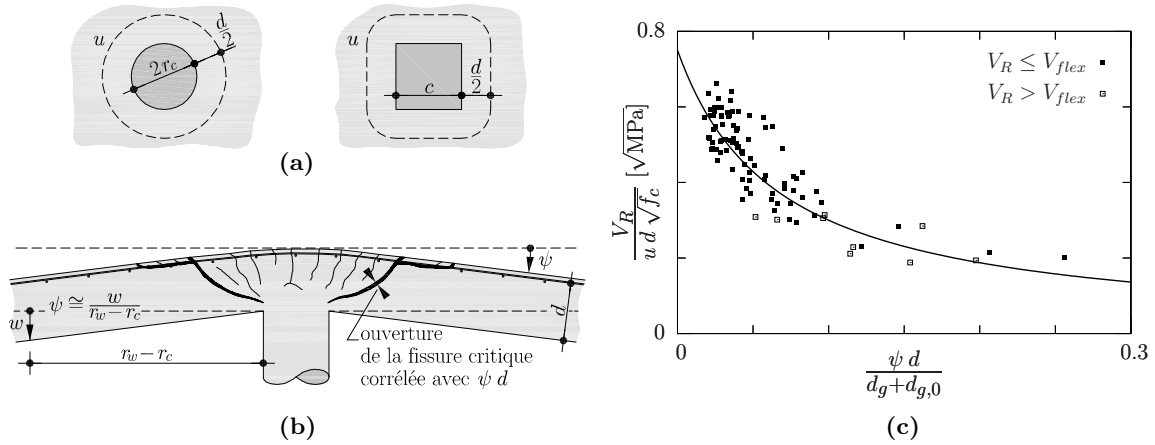 u
2r_c
d/2
u
c
d/2
(a)
ψ
ψ ≅ w/(r_w−r_c)
w
d
r_w−r_c
ouverture
de la fissure critique
corrélée avec ψ d
(b)
0.8
V_R ≤ V_flex
V_R > V_flex
V_R/(u d √f_c) [√MPa]
0
0
0.3
ψ d/(d_g+d_g,0)
(c)